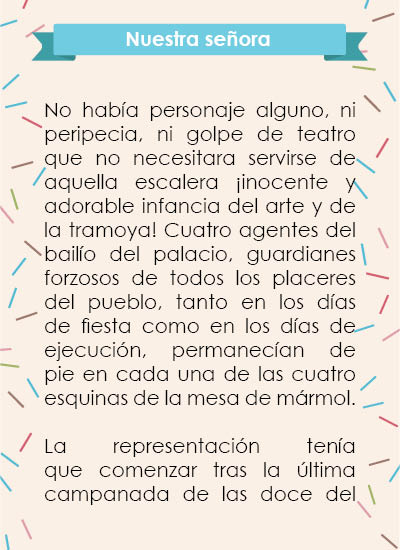 Nuestra señora
No había personaje alguno, ni
peripecia, ni golpe de teatro
que no necesitara servirse de
aquella escalera ¡inocente y
adorable infancia del arte y de
la tramoya! Cuatro agentes del
bailío del palacio, guardianes
forzosos de todos los placeres
del pueblo, tanto en los días
de fiesta como en los días de
ejecución, permanecían de
pie en cada una de las cuatro
esquinas de la mesa de mármol.
La representación tenía
que comenzar tras la última
campanada de las doce del